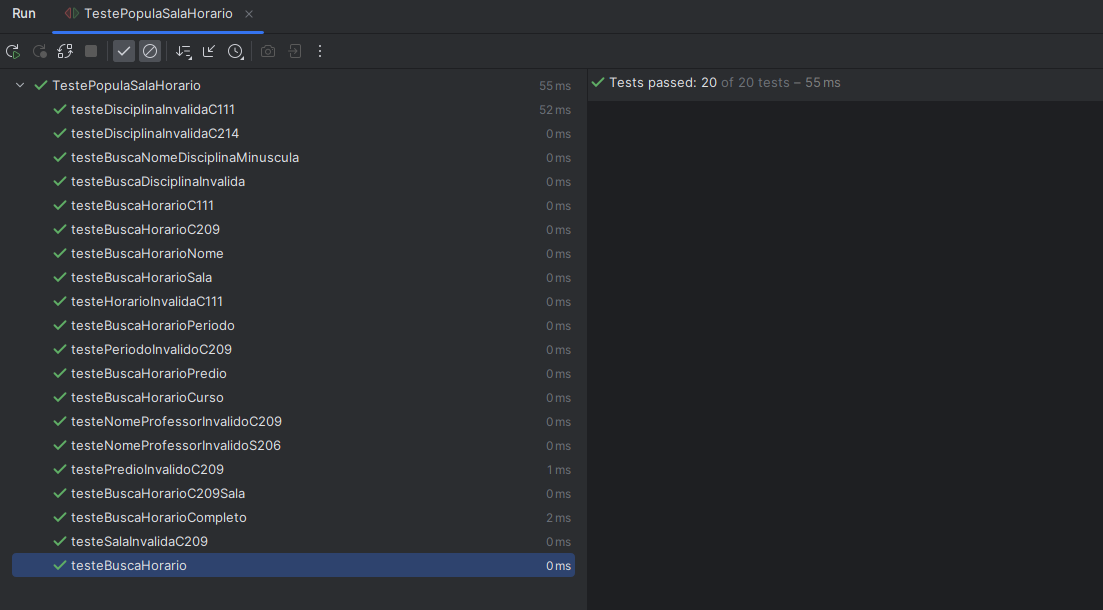 Run TestePopulaSalaHorario
TestePopulaSalaHorario 55 ms
testeDisciplinaInvalidaC111 52 ms
testeDisciplinaInvalidaC214 0 ms
testeBuscaNomeDisciplinaMinuscula 0 ms
testeBuscaDisciplinaInvalida 0 ms
testeBuscaHorarioC111 0 ms
testeBuscaHorarioC209 0 ms
testeBuscaHorarioNome 0 ms
testeBuscaHorarioSala 0 ms
testeHorarioInvalidaC111 0 ms
testeBuscaHorarioPeriodo 0 ms
testePeriodoInvalidoC209 0 ms
testeBuscaHorarioPredio 0 ms
testeBuscaHorarioCurso 0 ms
testeNomeProfessorInvalidoC209 0 ms
testeNomeProfessorInvalidoS206 0 ms
testePredioInvalidoC209 1 ms
testeBuscaHorarioC209Sala 0 ms
testeBuscaHorarioCompleto 2 ms
testeSalaInvalidaC209 0 ms
testeBuscaHorario 0 ms
Tests passed: 20 of 20 tests – 55 ms